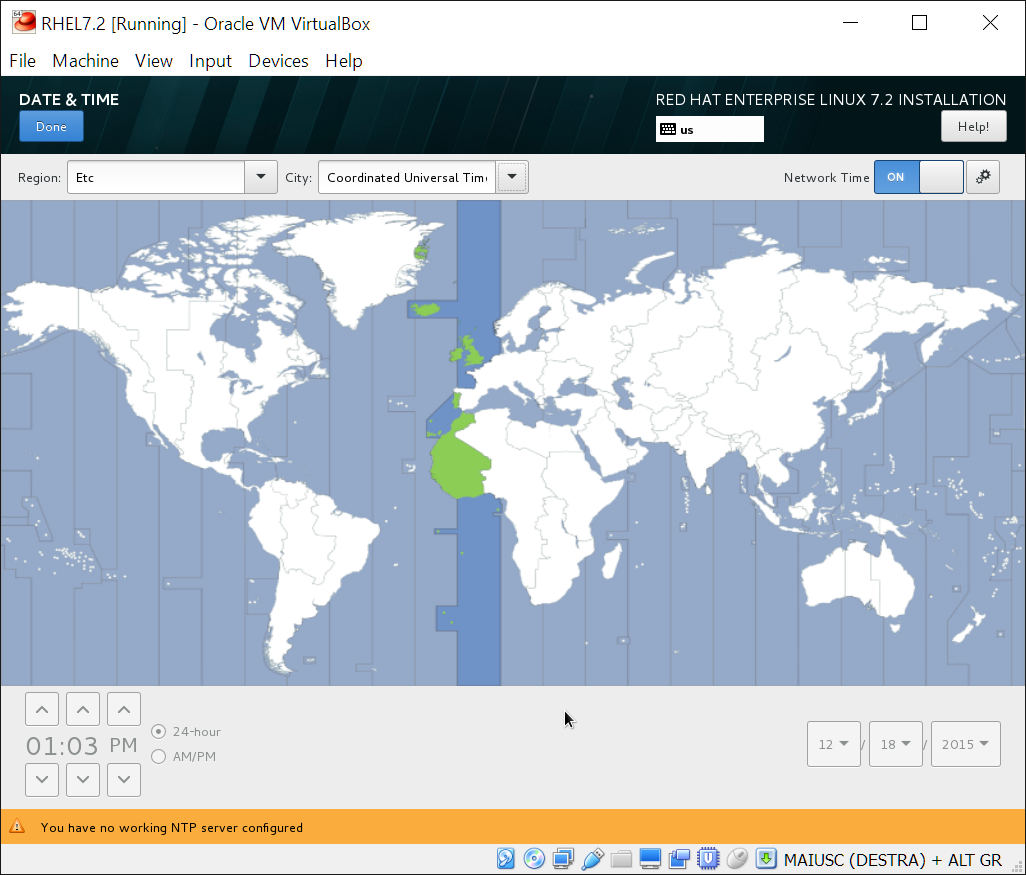 RHEL7.2 [Running] - Oracle VM VirtualBox
File Machine View Input Devices Help
DATE & TIME
RED HAT ENTERPRISE LINUX 7.2 INSTALLATION
Done
us
Help!
Region: Etc City: Coordinated Universal Tim Network Time ON
01:03 PM
24-hour
AM/PM
12 / 18 / 2015
You have no working NTP server configured
MAIUSC (DESTRA) + ALT GR